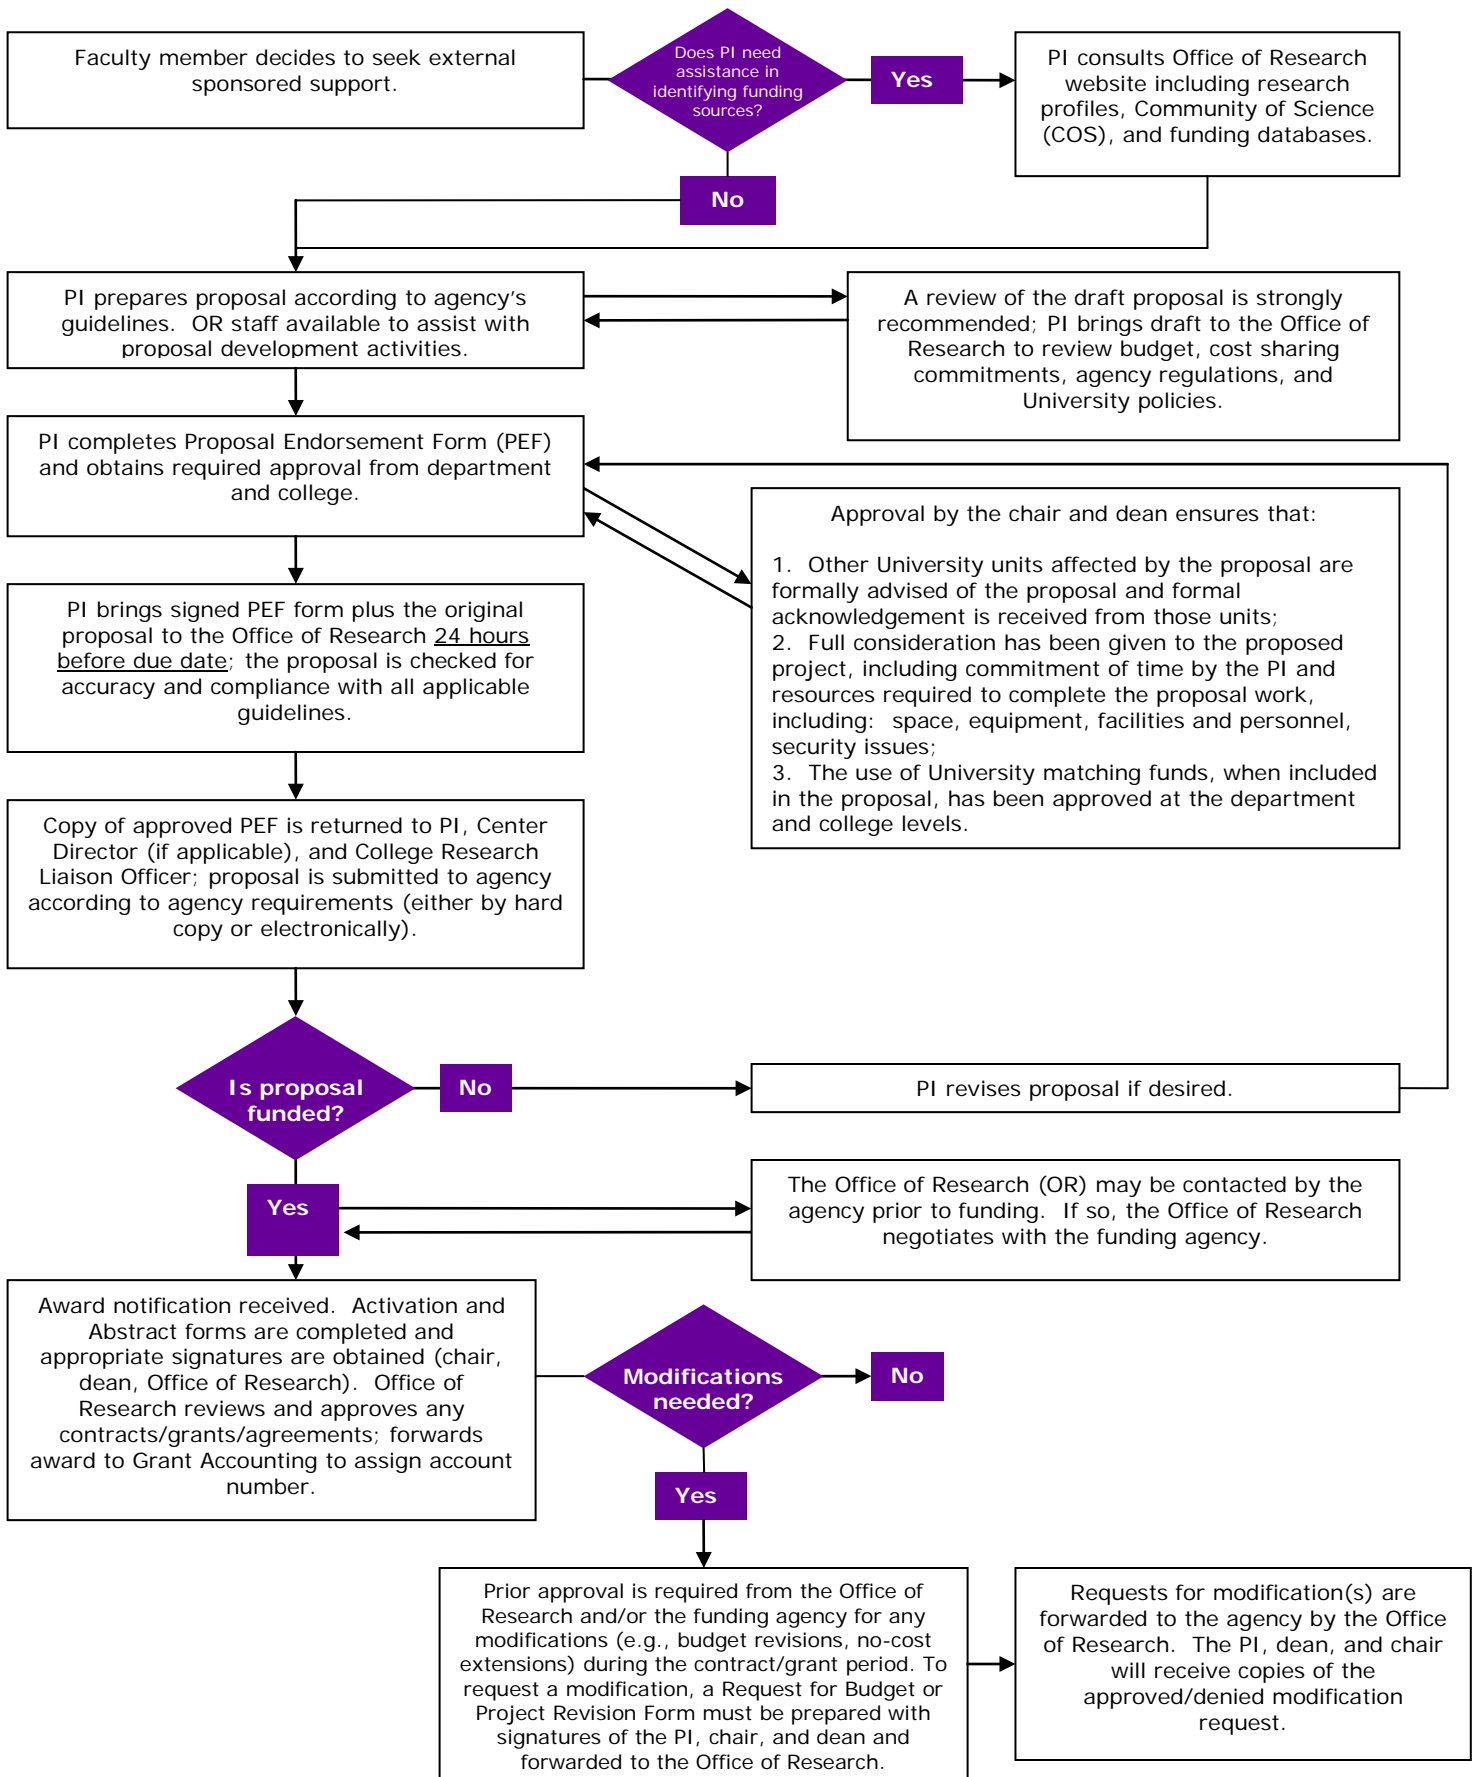 Faculty member decides to seek external
sponsored support.
Does PI need
assistance in
identifying funding
sources?
Yes
PI consults Office of Research
website including research
profiles, Community of Science
(COS), and funding databases.
No
PI prepares proposal according to agency's
guidelines.  OR staff available to assist with
proposal development activities.
A review of the draft proposal is strongly
recommended; PI brings draft to the Office of
Research to review budget, cost sharing
commitments, agency regulations, and
University policies.
PI completes Proposal Endorsement Form (PEF)
and obtains required approval from department
and college.
Approval by the chair and dean ensures that:
1.  Other University units affected by the proposal are
formally advised of the proposal and formal
acknowledgement is received from those units;
2.  Full consideration has been given to the proposed
project, including commitment of time by the PI and
resources required to complete the proposal work,
including:  space, equipment, facilities and personnel,
security issues;
3.  The use of University matching funds, when included
in the proposal, has been approved at the department
and college levels.
PI brings signed PEF form plus the original
proposal to the Office of Research 24 hours
before due date; the proposal is checked for
accuracy and compliance with all applicable
guidelines.
Copy of approved PEF is returned to PI, Center
Director (if applicable), and College Research
Liaison Officer; proposal is submitted to agency
according to agency requirements (either by hard
copy or electronically).
Is proposal
funded?
No
PI revises proposal if desired.
Yes
The Office of Research (OR) may be contacted by the
agency prior to funding.  If so, the Office of Research
negotiates with the funding agency.
Award notification received.  Activation and
Abstract forms are completed and
appropriate signatures are obtained (chair,
dean, Office of Research).  Office of
Research reviews and approves any
contracts/grants/agreements; forwards
award to Grant Accounting to assign account
number.
Modifications
needed?
No
Yes
Prior approval is required from the Office of
Research and/or the funding agency for any
modifications (e.g., budget revisions, no-cost
extensions) during the contract/grant period. To
request a modification, a Request for Budget or
Project Revision Form must be prepared with
signatures of the PI, chair, and dean and
forwarded to the Office of Research.
Requests for modification(s) are
forwarded to the agency by the Office
of Research.  The PI, dean, and chair
will receive copies of the
approved/denied modification
request.